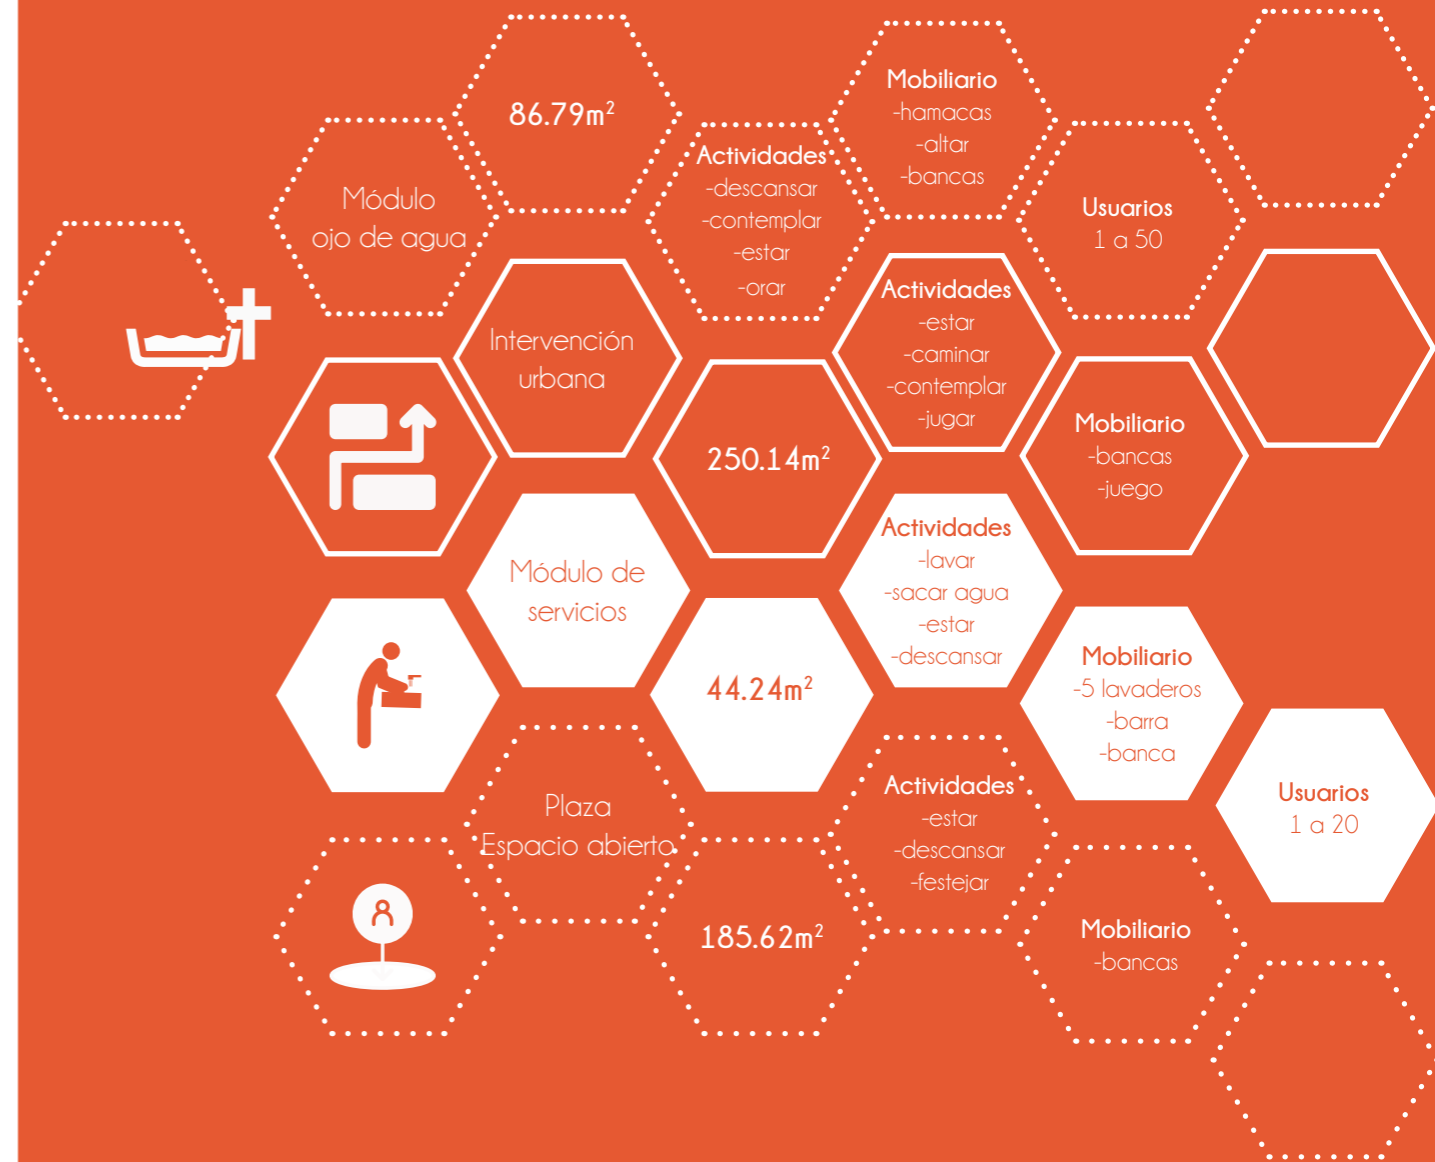 Módulo
ojo de agua
86.79m²
Actividades
-descansar
-contemplar
-estar
-orar
Mobiliario
-hamacas
-altar
-bancas
Usuarios
1 a 50
Intervención
urbana
250.14m²
Actividades
-estar
-caminar
-contemplar
-jugar
Mobiliario
-bancas
-juego
Módulo de
servicios
44.24m²
Actividades
-lavar
-sacar agua
-estar
-descansar
Mobiliario
-5 lavaderos
-barra
-banca
Usuarios
1 a 20
Plaza
Espacio abierto
185.62m²
Actividades
-estar
-descansar
-festejar
Mobiliario
-bancas